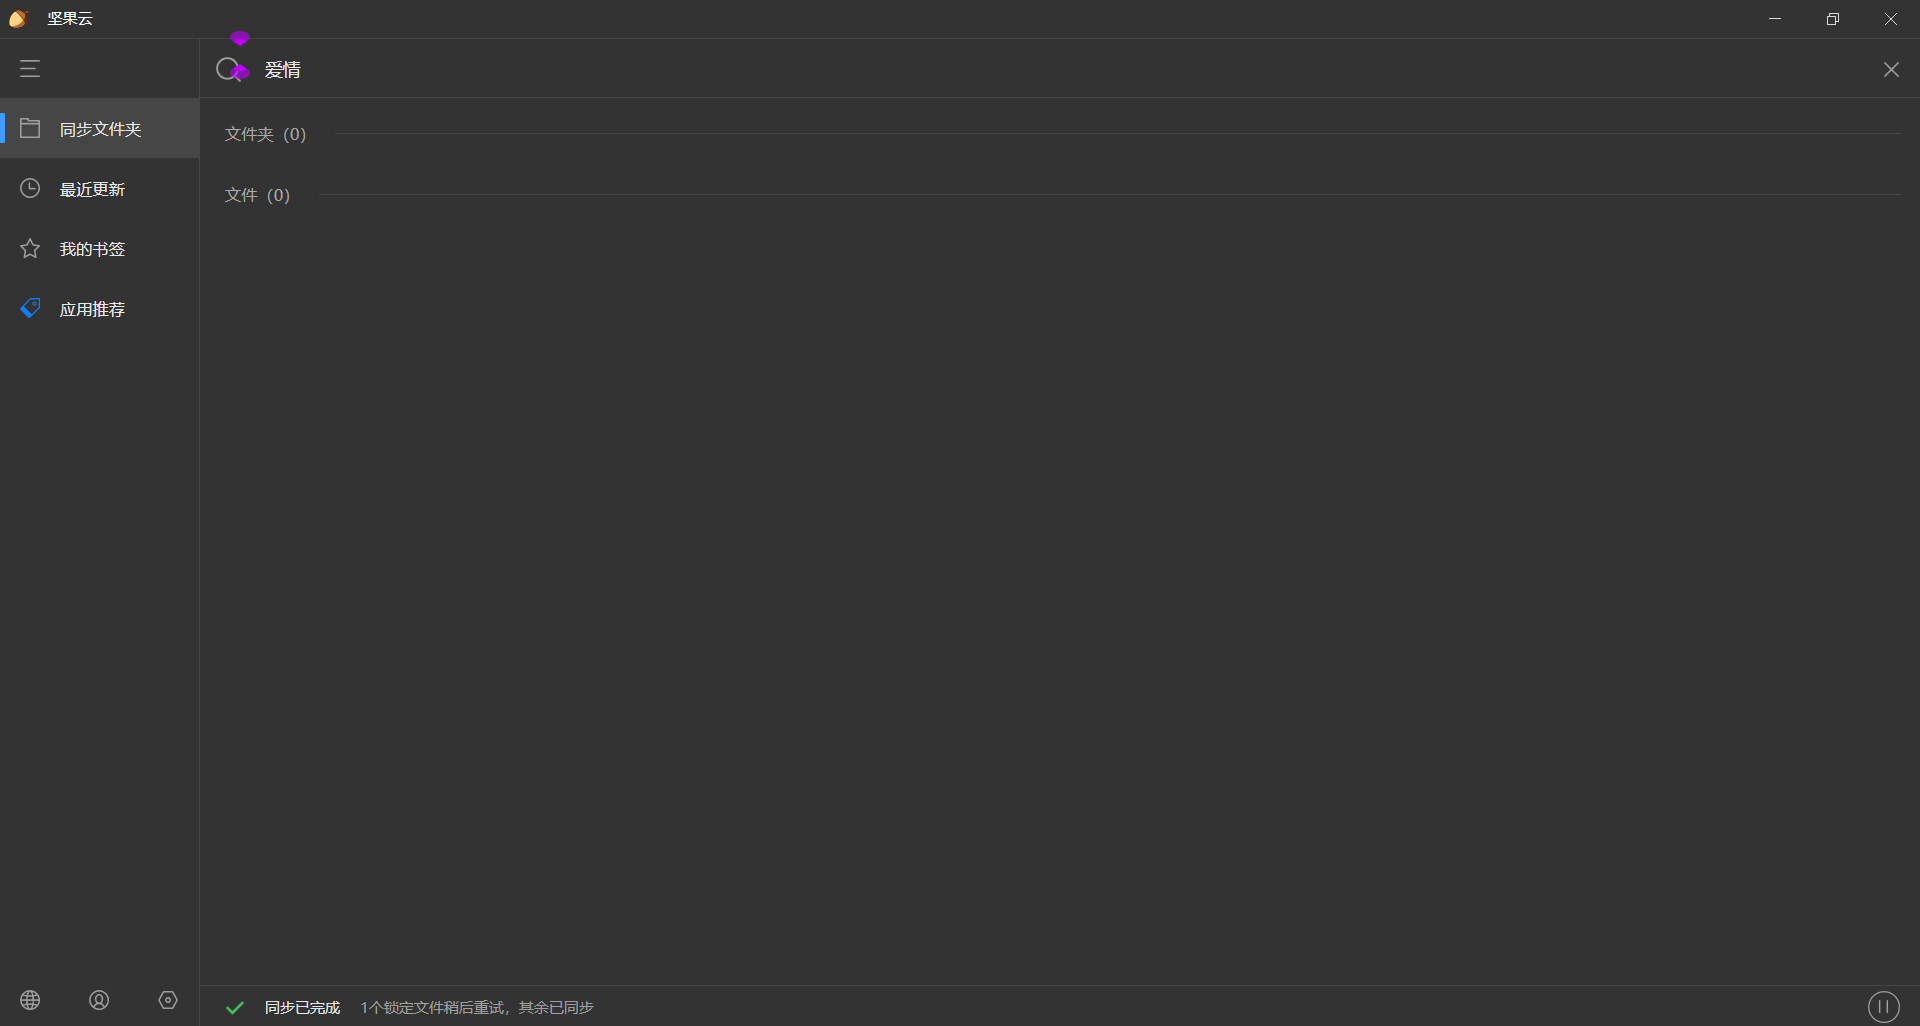 坚果云
爱情
同步文件夹
最近更新
我的书签
应用推荐
文件夹 (0)
文件 (0)
同步已完成 1个锁定文件稍后重试，其余已同步